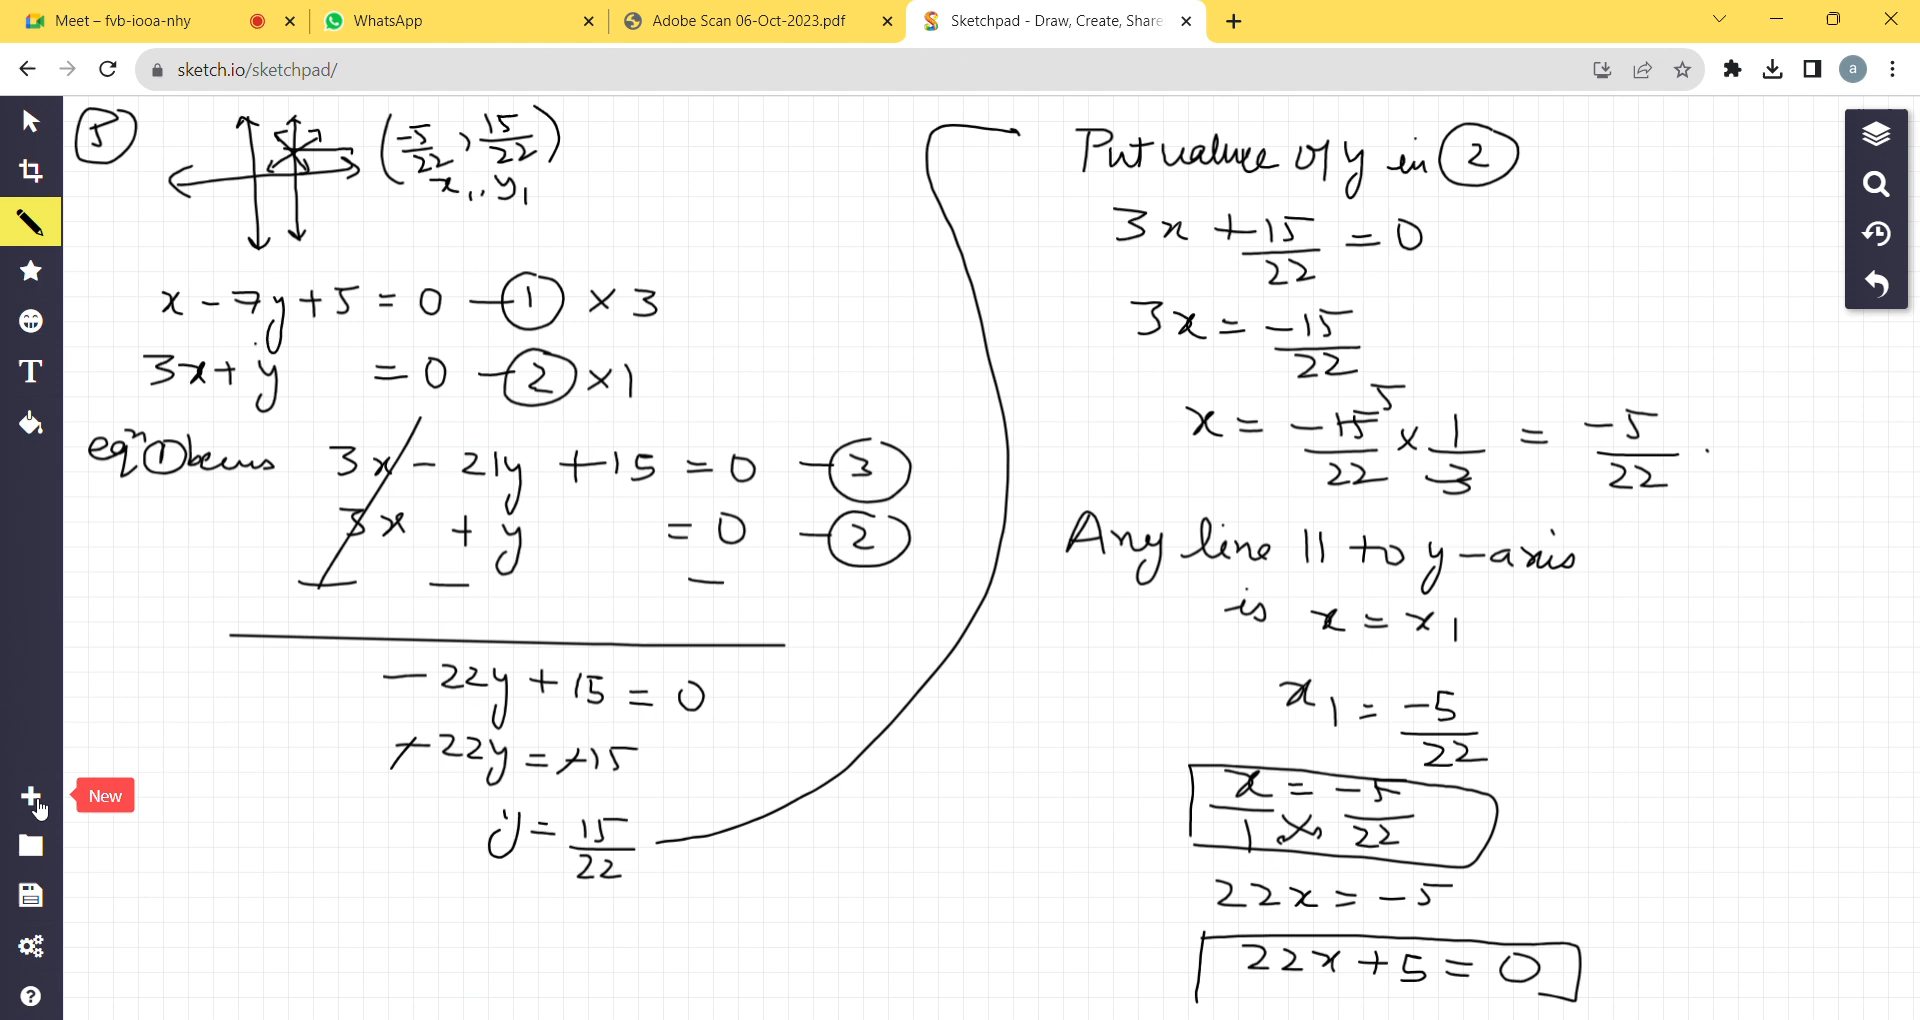 Meet – fvb-iooa-nhy
WhatsApp
Adobe Scan 06-Oct-2023.pdf
Sketchpad - Draw, Create, Share
sketch.io/sketchpad/
a
5
(-5/22, 15/22)
x₁, y₁
x - 7y + 5 = 0 — ① × 3
3x + y = 0 — ② × 1
eqⁿ ① becms 3x - 21y + 15 = 0 — ③
3x + y = 0 — ②
— — —
-22y + 15 = 0
-22y = -15
y = 15/22
Put value of y in ②
3x + 15/22 = 0
3x = -15/22
5
x = -15/22 × 1/3 = -5/22 .
Any line || to y-axis
is x = x₁
x₁ = -5/22
x/1 = -5/22
22x = -5
22x + 5 = 0
T
New
?